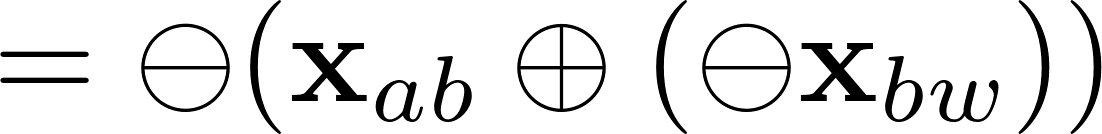 = ⊖(𝐱_{ab} ⊕ (⊖𝐱_{bw}))